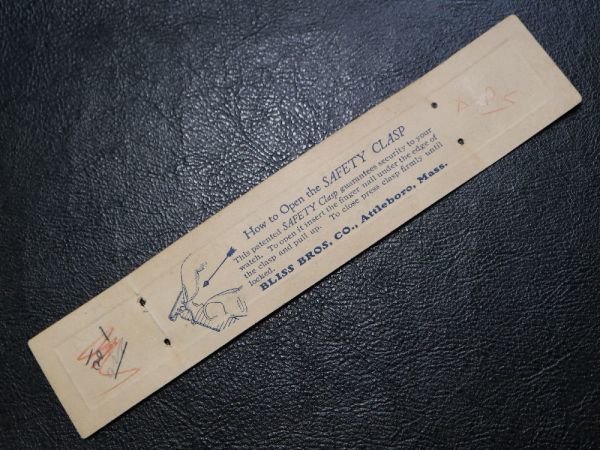 How to Open the SAFETY CLASP
This patented SAFETY Clasp guarantees security to your
watch. To open it insert the finger nail under the edge of
the clasp and pull up. To close press clasp firmly until
locked.
BLISS BROS. CO., Attleboro, Mass.